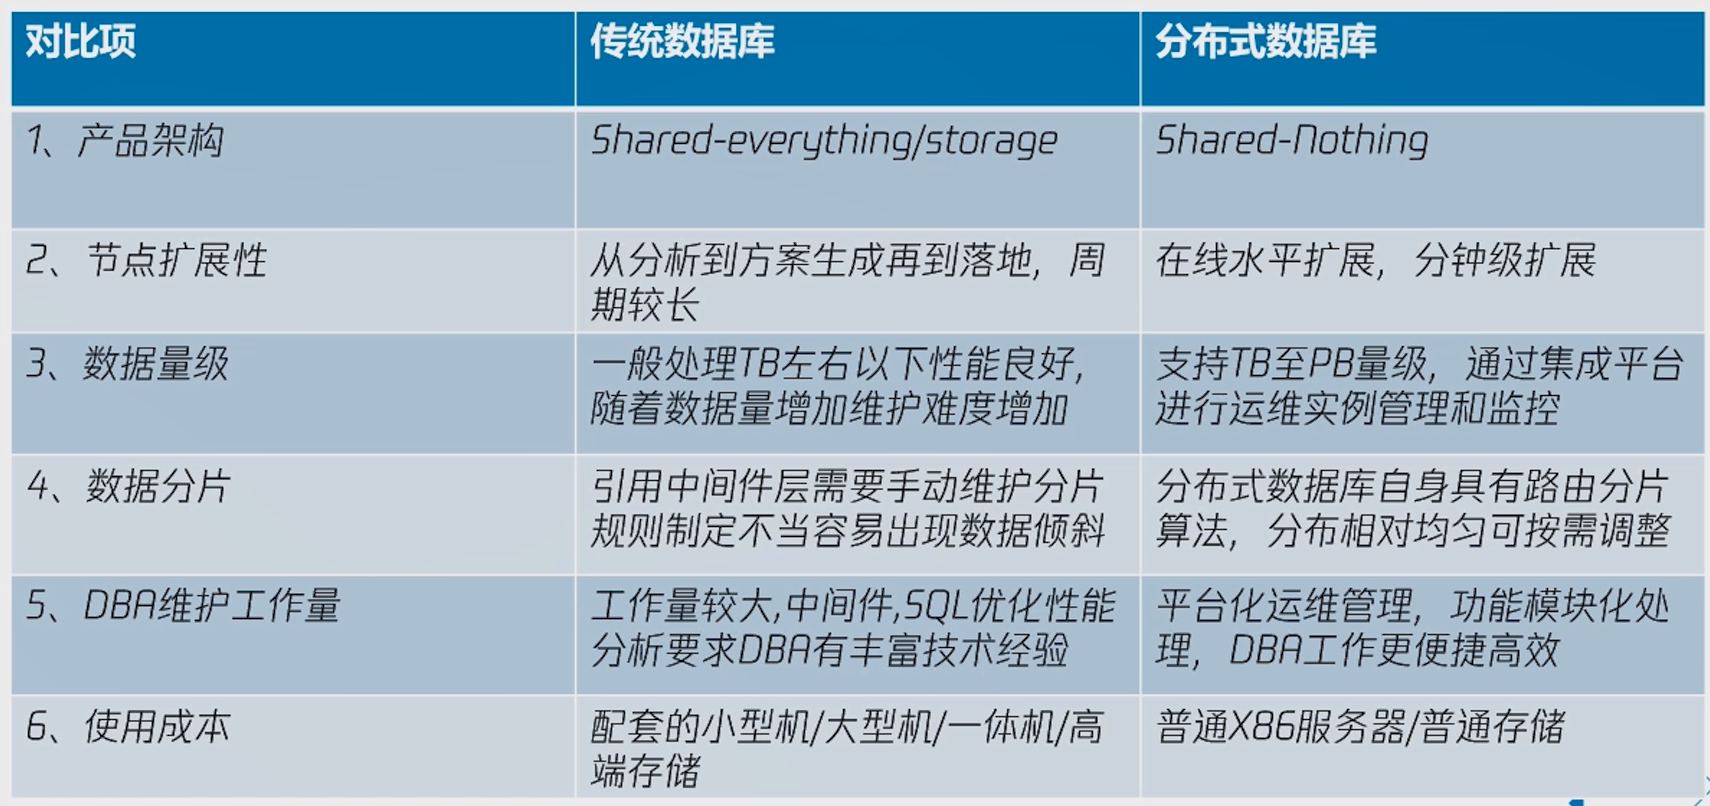 对比项
传统数据库
分布式数据库
1、产品架构
Shared-everything/storage
Shared-Nothing
2、节点扩展性
从分析到方案生成再到落地，周
期较长
在线水平扩展，分钟级扩展
3、数据量级
一般处理TB左右以下性能良好，
随着数据量增加维护难度增加
支持TB至PB量级，通过集成平台
进行运维实例管理和监控
4、数据分片
引用中间件层需要手动维护分片
规则制定不当容易出现数据倾斜
分布式数据库自身具有路由分片
算法，分布相对均匀可按需调整
5、DBA维护工作量
工作量较大,中间件,SQL优化性能
分析要求DBA有丰富技术经验
平台化运维管理，功能模块化处
理，DBA工作更便捷高效
6、使用成本
配套的小型机/大型机/一体机/高
端存储
普通X86服务器/普通存储